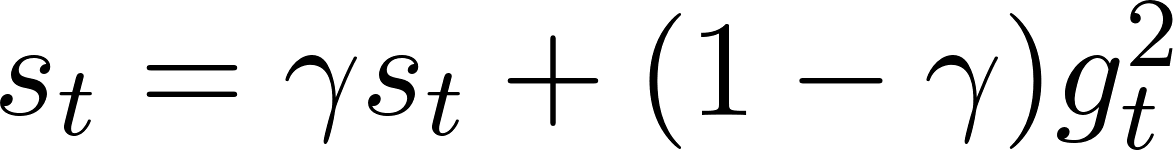 s_t = γs_t + (1 − γ)g_t^2